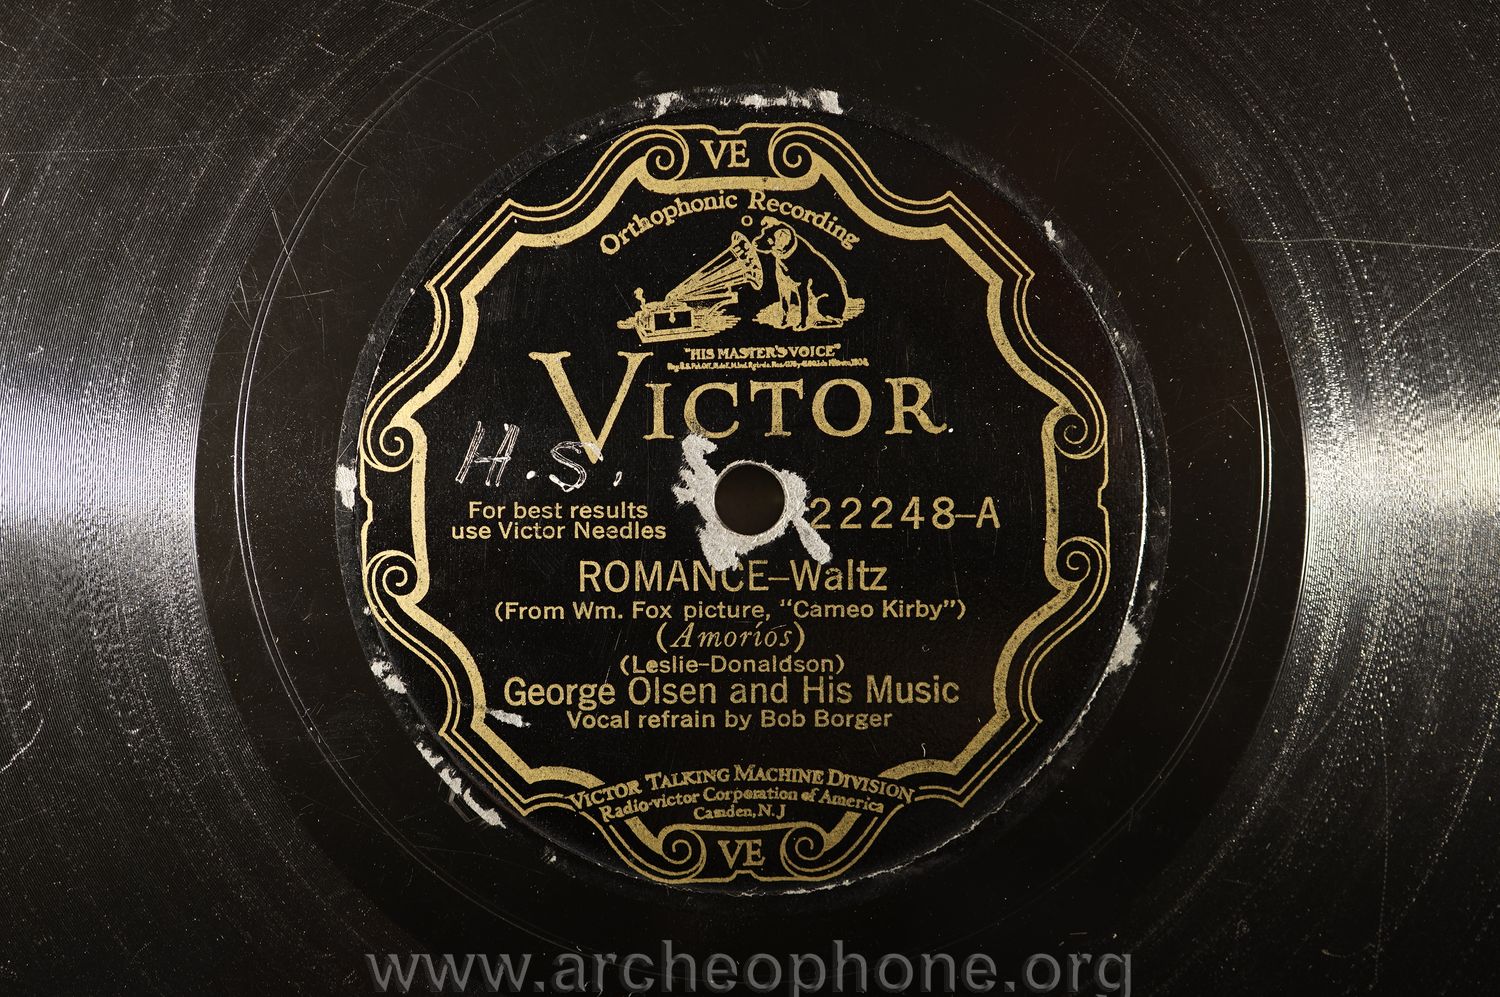 VE
Orthophonic Recording
"HIS MASTER'S VOICE"
VICTOR
H.S.
For best results
use Victor Needles
22248-A
ROMANCE-Waltz
(From Wm. Fox picture, "Cameo Kirby")
(Amoríos)
(Leslie-Donaldson)
George Olsen and His Music
Vocal refrain by Bob Borger
VICTOR TALKING MACHINE DIVISION
Radio-victor Corporation of America
Camden, N.J
VE
www.archeophone.org